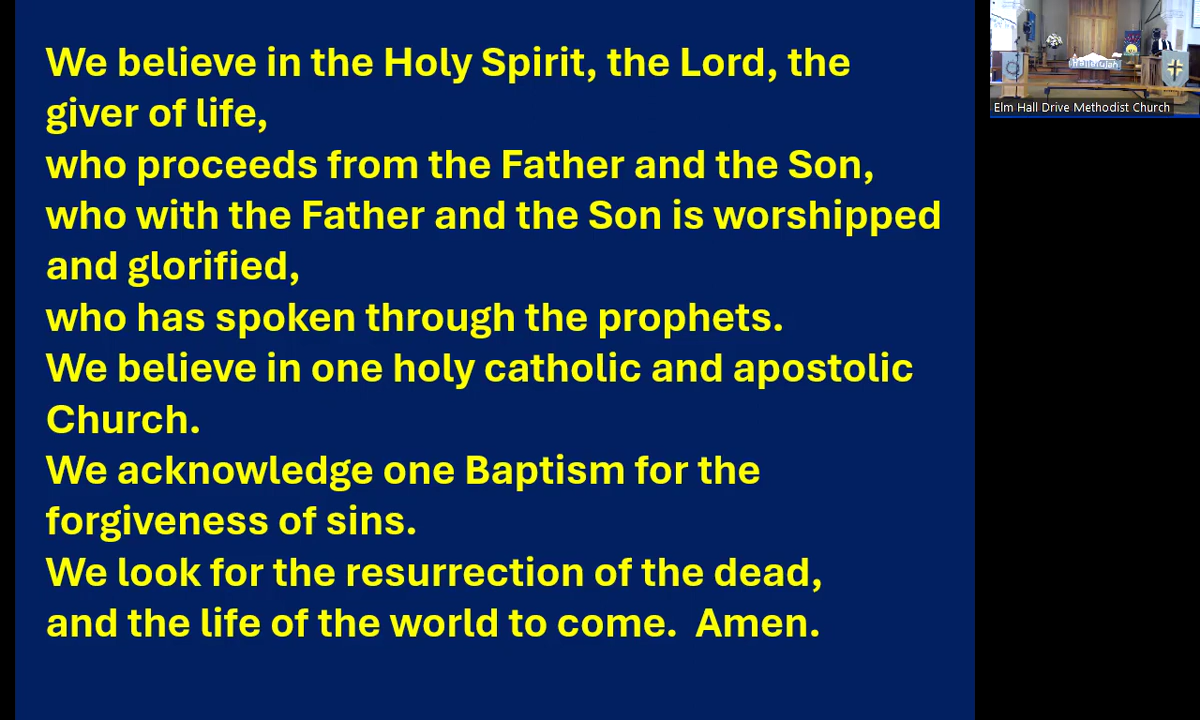 We believe in the Holy Spirit, the Lord, the
giver of life,
who proceeds from the Father and the Son,
who with the Father and the Son is worshipped
and glorified,
who has spoken through the prophets.
We believe in one holy catholic and apostolic
Church.
We acknowledge one Baptism for the
forgiveness of sins.
We look for the resurrection of the dead,
and the life of the world to come.  Amen.
Elm Hall Drive Methodist Church